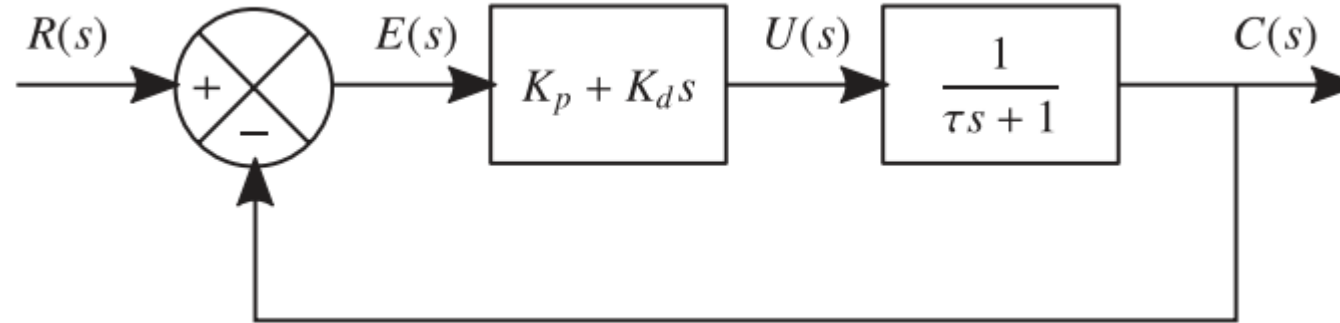 R(s)
E(s)
U(s)
C(s)
+
−
K_p + K_d s
1
τs + 1